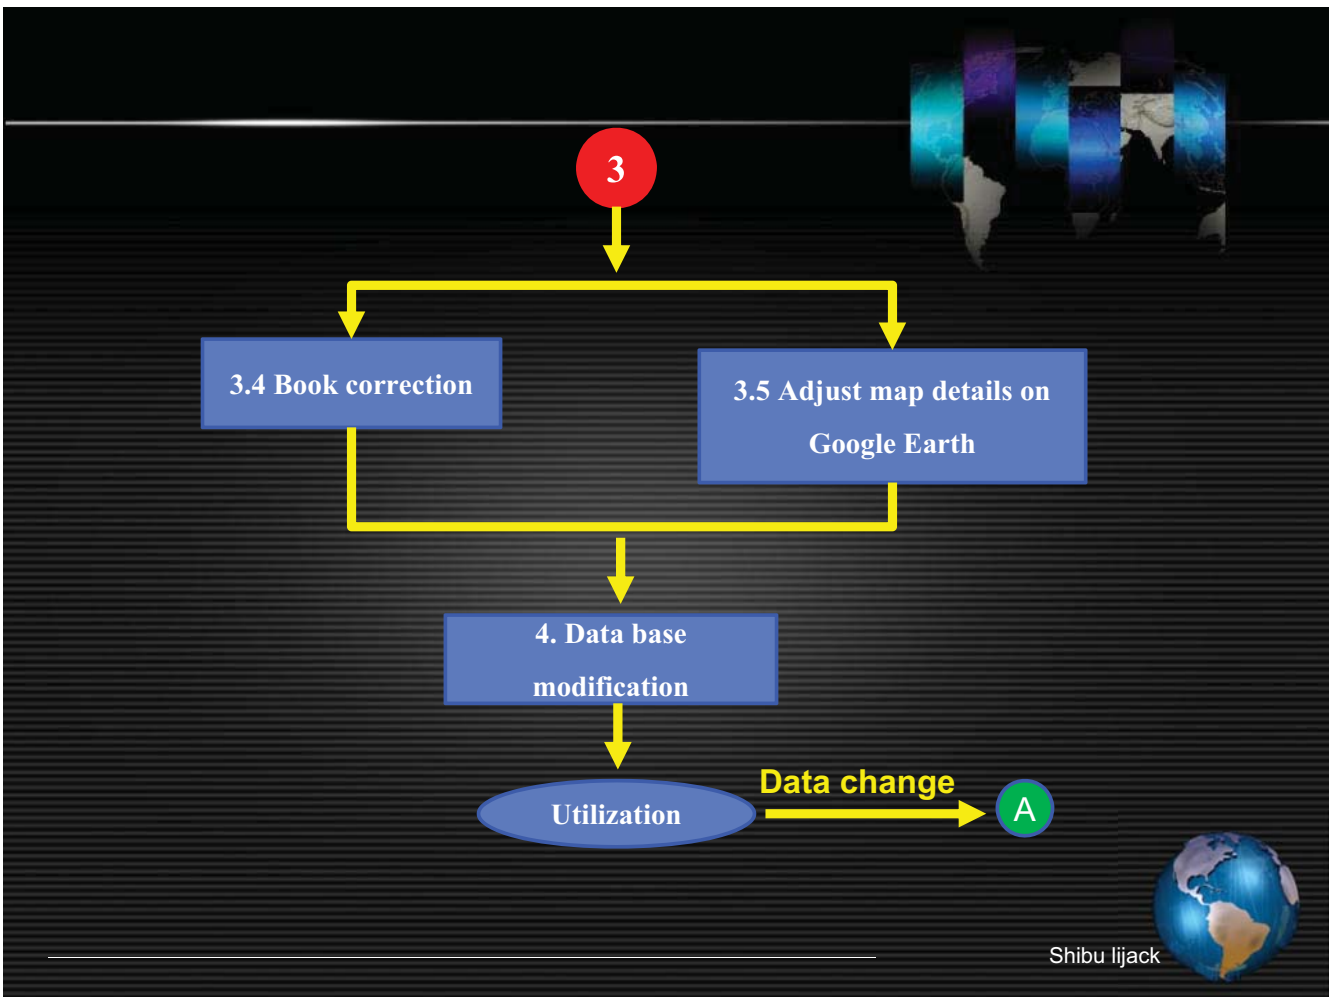 3
3.4 Book correction
3.5 Adjust map details on
Google Earth
4. Data base
modification
Utilization
Data change
A
Shibu lijack